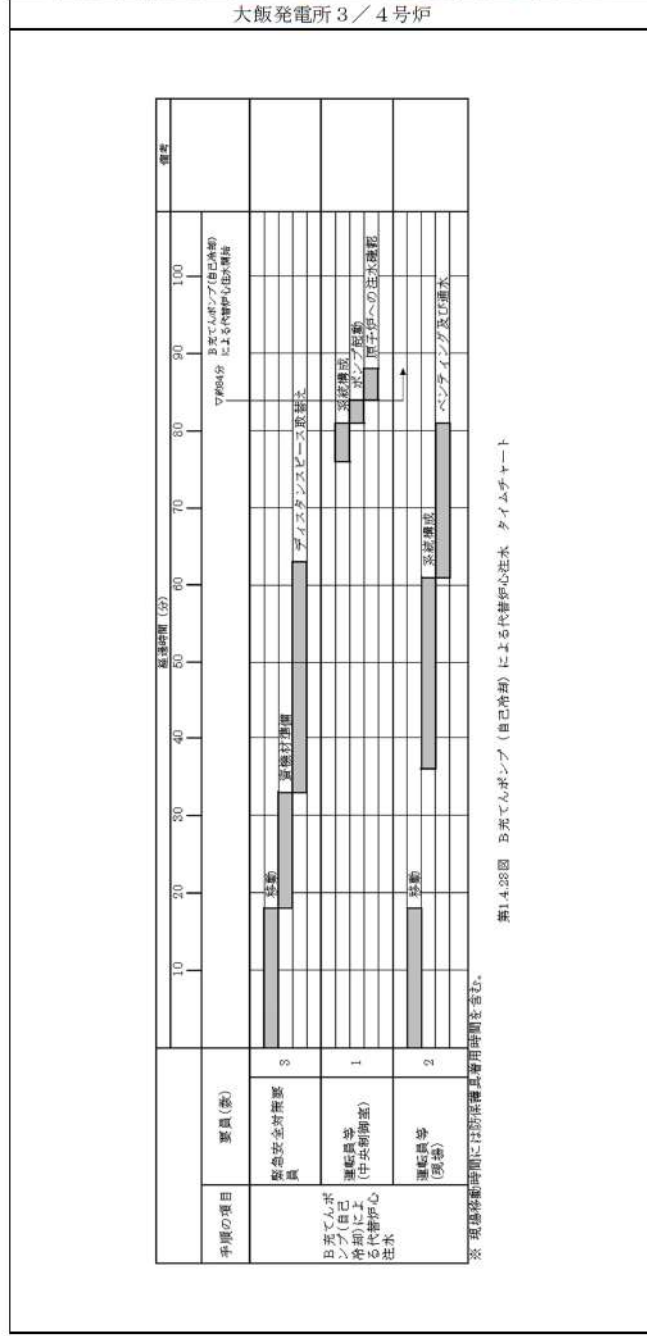 大飯発電所3/4号炉
経過時間(分)
備考
手順の項目
要員(数)
10
20
30
40
50
60
70
80
90
100
▽約84分 B充てんポンプ(自己冷却)
による代替炉心注水開始
B充てんポ
ンプ(自己
冷却)によ
る代替炉心
注水
緊急安全対策要
員
3
移動
資機材準備
ディスタンスピース取替え
運転員等
(中央制御室)
1
系統構成
ポンプ起動
原子炉への注水確認
運転員等
(現場)
2
移動
系統構成
ベンティング及び通水
※ 現場移動時間には防保護具着用時間を含む。
第1.4.28図 B充てんポンプ(自己冷却)による代替炉心注水 タイムチャート